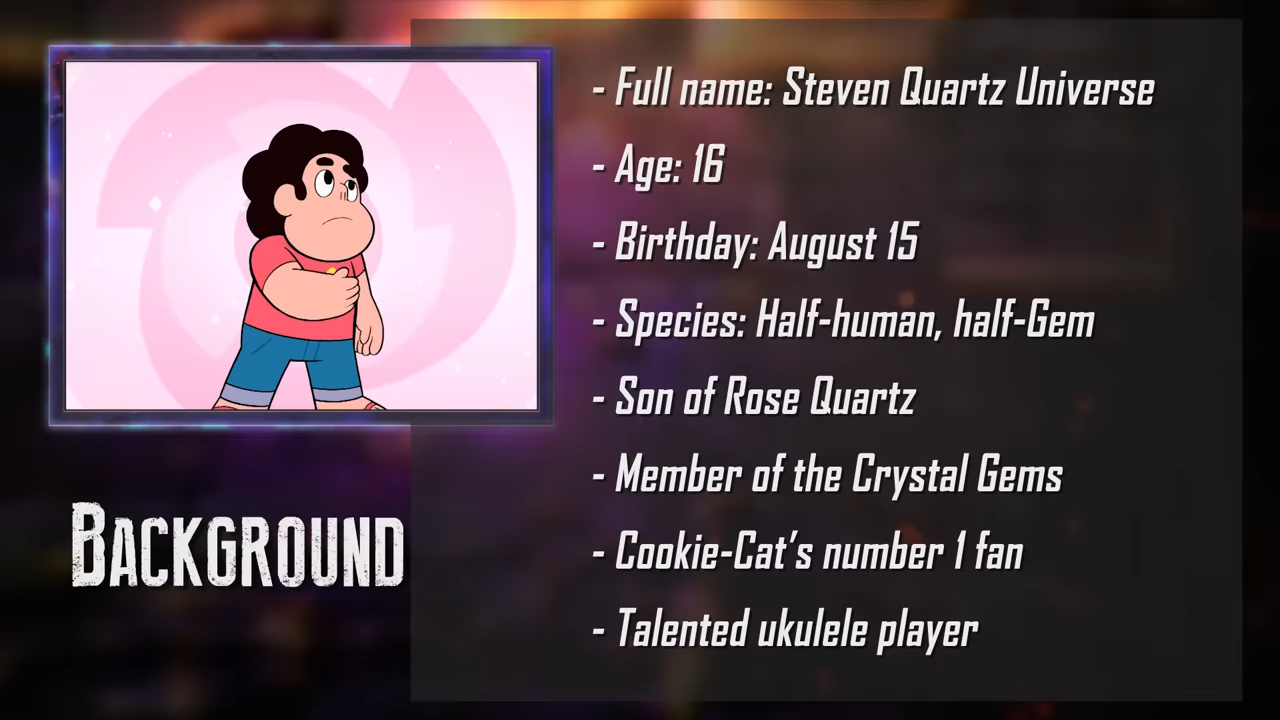 - Full name: Steven Quartz Universe
- Age: 16
- Birthday: August 15
- Species: Half-human, half-Gem
- Son of Rose Quartz
- Member of the Crystal Gems
- Cookie-Cat's number 1 fan
- Talented ukulele player
Background